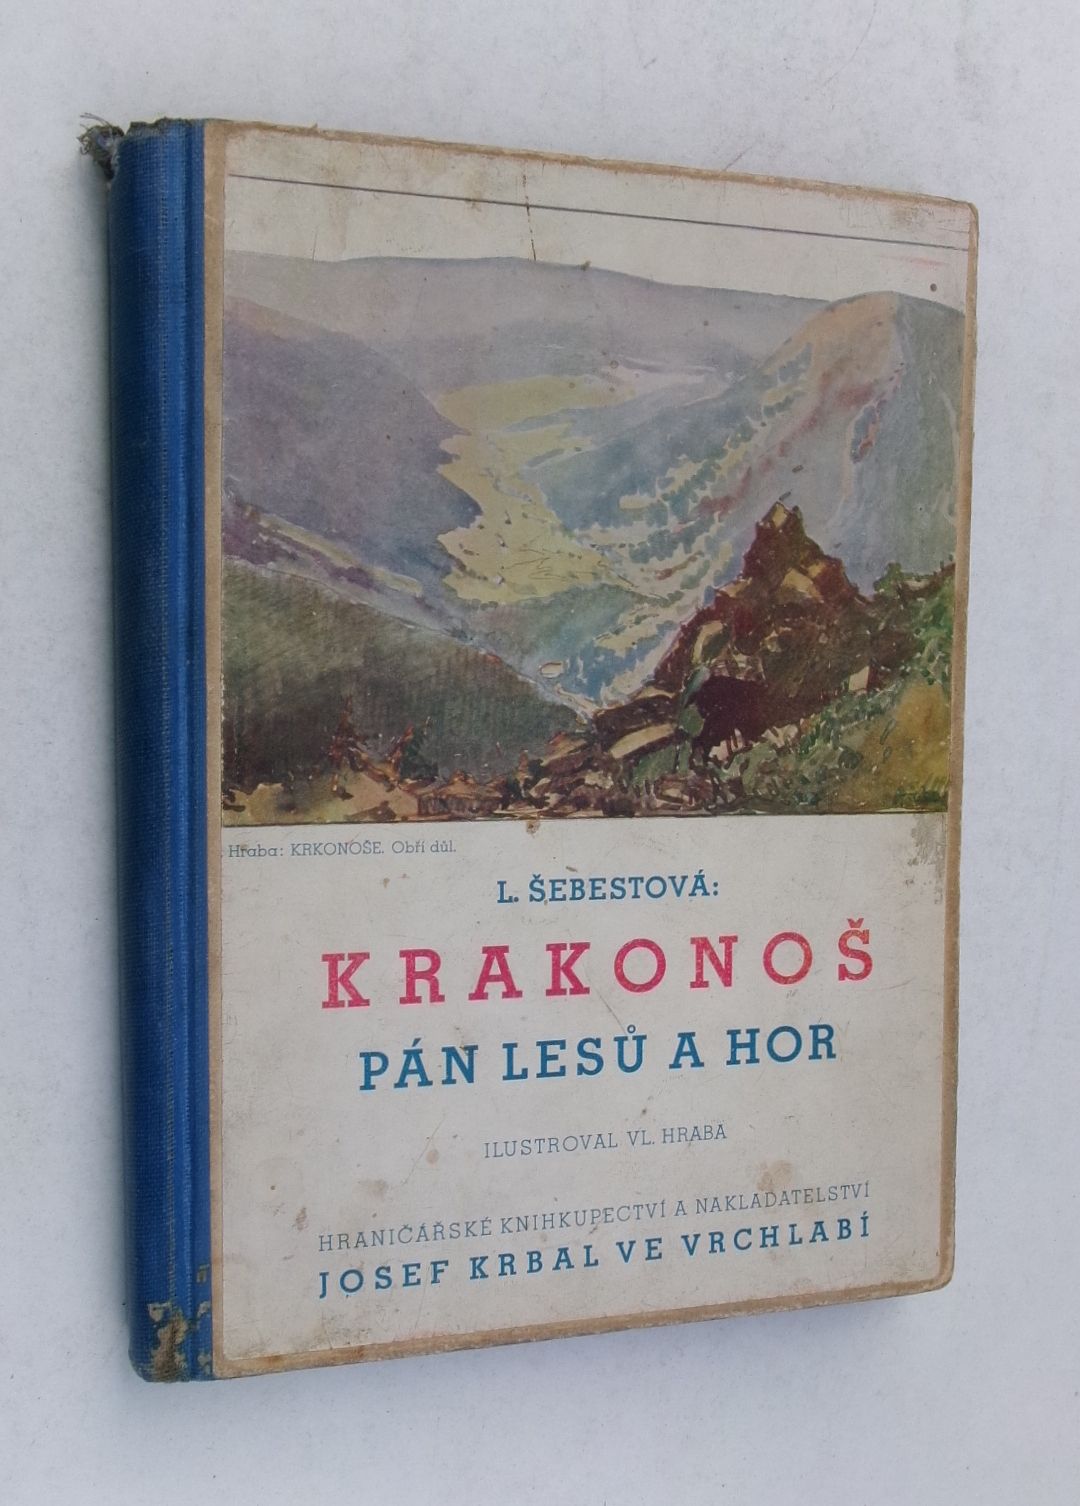 Hraba: KRKONOŠE. Obří důl.
L. ŠEBESTOVÁ:
KRAKONOŠ
PÁN LESŮ A HOR
ILUSTROVAL VL. HRABA
HRANIČÁŘSKÉ KNIHKUPECTVÍ A NAKLADATELSTVÍ
JOSEF KRBAL VE VRCHLABÍ